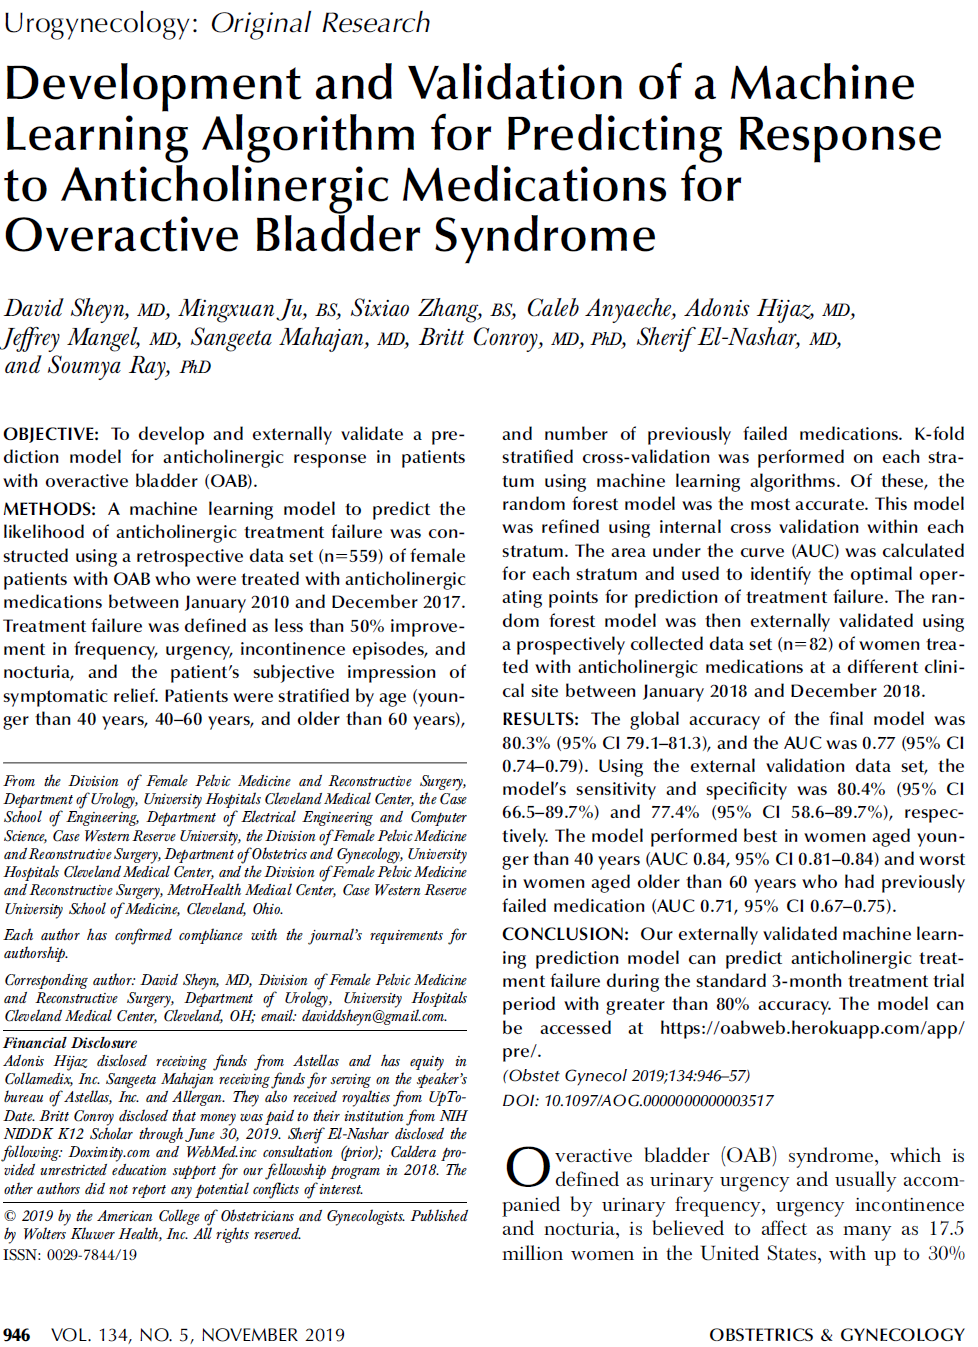 Urogynecology: Original Research
Development and Validation of a Machine
Learning Algorithm for Predicting Response
to Anticholinergic Medications for
Overactive Bladder Syndrome
David Sheyn, MD, Mingxuan Ju, BS, Sixiao Zhang, BS, Caleb Anyaeche, Adonis Hijaz, MD,
Jeffrey Mangel, MD, Sangeeta Mahajan, MD, Britt Conroy, MD, PhD, Sherif El-Nashar, MD,
and Soumya Ray, PhD
OBJECTIVE: To develop and externally validate a pre-
diction model for anticholinergic response in patients
with overactive bladder (OAB).
METHODS: A machine learning model to predict the
likelihood of anticholinergic treatment failure was con-
structed using a retrospective data set (n=559) of female
patients with OAB who were treated with anticholinergic
medications between January 2010 and December 2017.
Treatment failure was defined as less than 50% improve-
ment in frequency, urgency, incontinence episodes, and
nocturia, and the patient's subjective impression of
symptomatic relief. Patients were stratified by age (youn-
ger than 40 years, 40–60 years, and older than 60 years),
From the Division of Female Pelvic Medicine and Reconstructive Surgery,
Department of Urology, University Hospitals Cleveland Medical Center, the Case
School of Engineering, Department of Electrical Engineering and Computer
Science, Case Western Reserve University, the Division of Female Pelvic Medicine
and Reconstructive Surgery, Department of Obstetrics and Gynecology, University
Hospitals Cleveland Medical Center, and the Division of Female Pelvic Medicine
and Reconstructive Surgery, MetroHealth Medical Center, Case Western Reserve
University School of Medicine, Cleveland, Ohio.
Each author has confirmed compliance with the journal's requirements for
authorship.
Corresponding author: David Sheyn, MD, Division of Female Pelvic Medicine
and Reconstructive Surgery, Department of Urology, University Hospitals
Cleveland Medical Center, Cleveland, OH; email: daviddsheyn@gmail.com.
Financial Disclosure
Adonis Hijaz disclosed receiving funds from Astellas and has equity in
Collamedix, Inc. Sangeeta Mahajan receiving funds for serving on the speaker's
bureau of Astellas, Inc. and Allergan. They also received royalties from UpTo-
Date. Britt Conroy disclosed that money was paid to their institution from NIH
NIDDK K12 Scholar through June 30, 2019. Sherif El-Nashar disclosed the
following: Doximity.com and WebMed.inc consultation (prior); Caldera pro-
vided unrestricted education support for our fellowship program in 2018. The
other authors did not report any potential conflicts of interest.
© 2019 by the American College of Obstetricians and Gynecologists. Published
by Wolters Kluwer Health, Inc. All rights reserved.
ISSN: 0029-7844/19
and number of previously failed medications. K-fold
stratified cross-validation was performed on each stra-
tum using machine learning algorithms. Of these, the
random forest model was the most accurate. This model
was refined using internal cross validation within each
stratum. The area under the curve (AUC) was calculated
for each stratum and used to identify the optimal oper-
ating points for prediction of treatment failure. The ran-
dom forest model was then externally validated using
a prospectively collected data set (n=82) of women trea-
ted with anticholinergic medications at a different clini-
cal site between January 2018 and December 2018.
RESULTS: The global accuracy of the final model was
80.3% (95% CI 79.1–81.3), and the AUC was 0.77 (95% CI
0.74–0.79). Using the external validation data set, the
model's sensitivity and specificity was 80.4% (95% CI
66.5–89.7%) and 77.4% (95% CI 58.6–89.7%), respec-
tively. The model performed best in women aged youn-
ger than 40 years (AUC 0.84, 95% CI 0.81–0.84) and worst
in women aged older than 60 years who had previously
failed medication (AUC 0.71, 95% CI 0.67–0.75).
CONCLUSION: Our externally validated machine learn-
ing prediction model can predict anticholinergic treat-
ment failure during the standard 3-month treatment trial
period with greater than 80% accuracy. The model can
be accessed at https://oabweb.herokuapp.com/app/
pre/.
(Obstet Gynecol 2019;134:946–57)
DOI: 10.1097/AOG.0000000000003517
Overactive bladder (OAB) syndrome, which is
defined as urinary urgency and usually accom-
panied by urinary frequency, urgency incontinence
and nocturia, is believed to affect as many as 17.5
million women in the United States, with up to 30%
946 VOL. 134, NO. 5, NOVEMBER 2019
OBSTETRICS & GYNECOLOGY